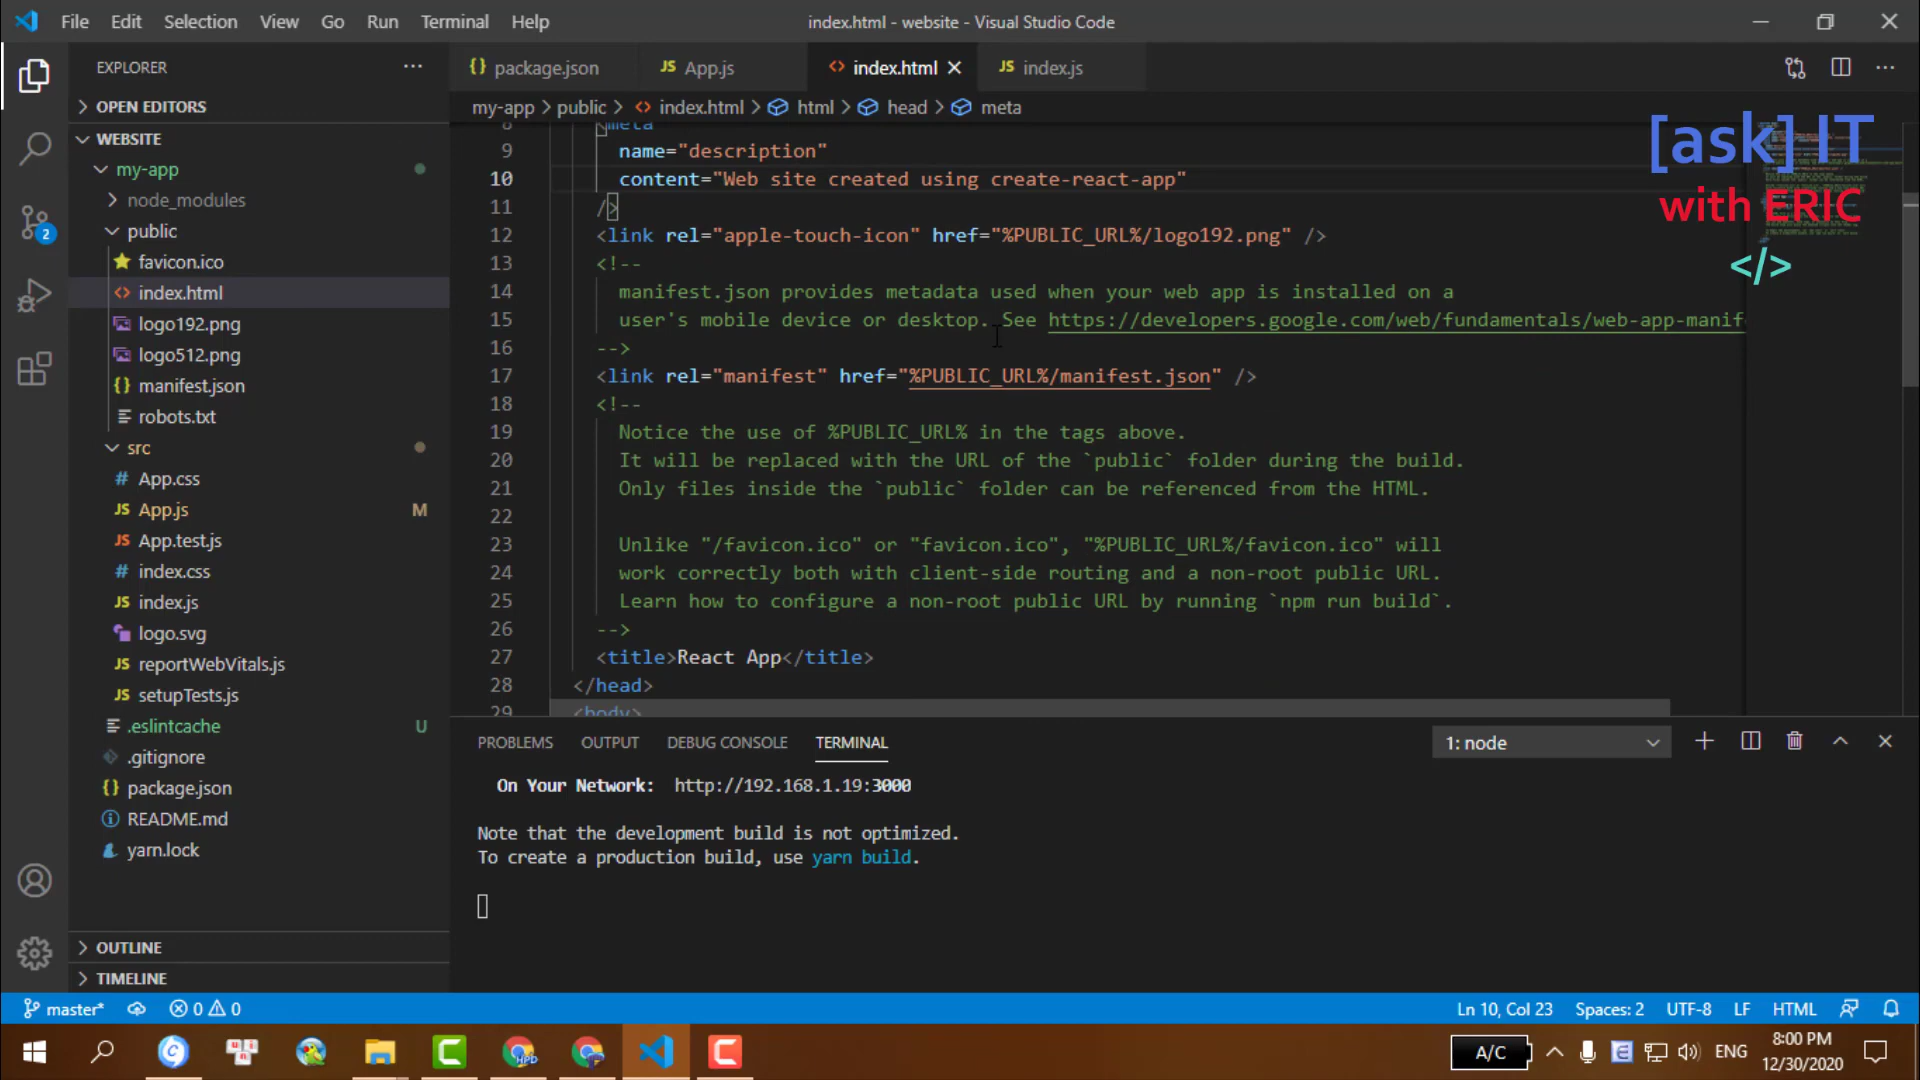 File Edit Selection View Go Run Terminal Help
index.html - website - Visual Studio Code
EXPLORER
OPEN EDITORS
WEBSITE
my-app
node_modules
public
favicon.ico
index.html
logo192.png
logo512.png
manifest.json
robots.txt
src
App.css
App.js M
App.test.js
index.css
index.js
logo.svg
reportWebVitals.js
setupTests.js
.eslintcache U
.gitignore
package.json
README.md
yarn.lock
OUTLINE
TIMELINE
2
package.json
JS App.js
index.html
JS index.js
my-app > public > index.html > html > head > meta
8 <meta
9 name="description"
10 content="Web site created using create-react-app"
11 />
12 <link rel="apple-touch-icon" href="%PUBLIC_URL%/logo192.png" />
13 <!--
14 manifest.json provides metadata used when your web app is installed on a
15 user's mobile device or desktop. See https://developers.google.com/web/fundamentals/web-app-manif
16 -->
17 <link rel="manifest" href="%PUBLIC_URL%/manifest.json" />
18 <!--
19 Notice the use of %PUBLIC_URL% in the tags above.
20 It will be replaced with the URL of the `public` folder during the build.
21 Only files inside the `public` folder can be referenced from the HTML.
22
23 Unlike "/favicon.ico" or "favicon.ico", "%PUBLIC_URL%/favicon.ico" will
24 work correctly both with client-side routing and a non-root public URL.
25 Learn how to configure a non-root public URL by running `npm run build`.
26 -->
27 <title>React App</title>
28 </head>
29 <body>
[ask] IT
with ERIC
</>
PROBLEMS OUTPUT DEBUG CONSOLE TERMINAL
1: node
On Your Network: http://192.168.1.19:3000
Note that the development build is not optimized.
To create a production build, use yarn build.
master* 0 0
Ln 10, Col 23 Spaces: 2 UTF-8 LF HTML
A/C
ENG
8:00 PM
12/30/2020